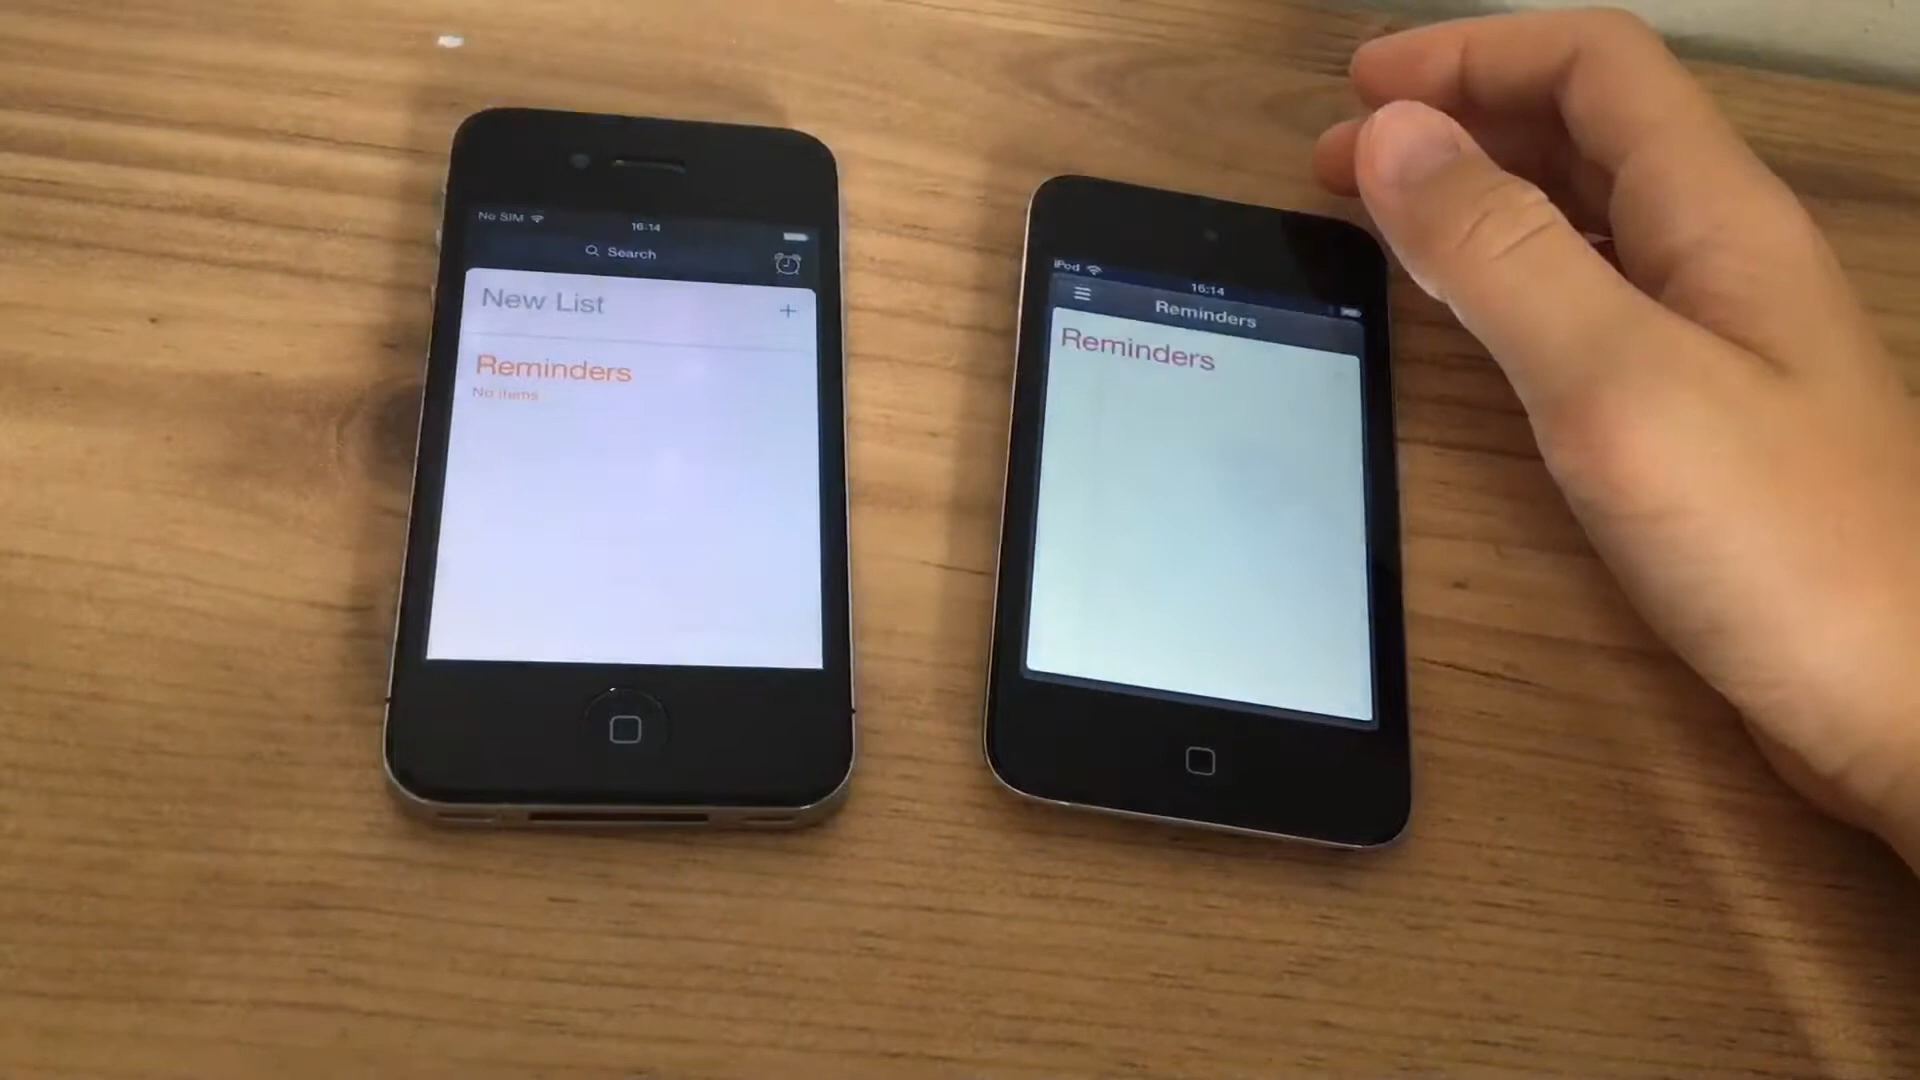 No SIM
16:14
Search
New List
+
Reminders
No items
iPod
16:14
Reminders
Reminders